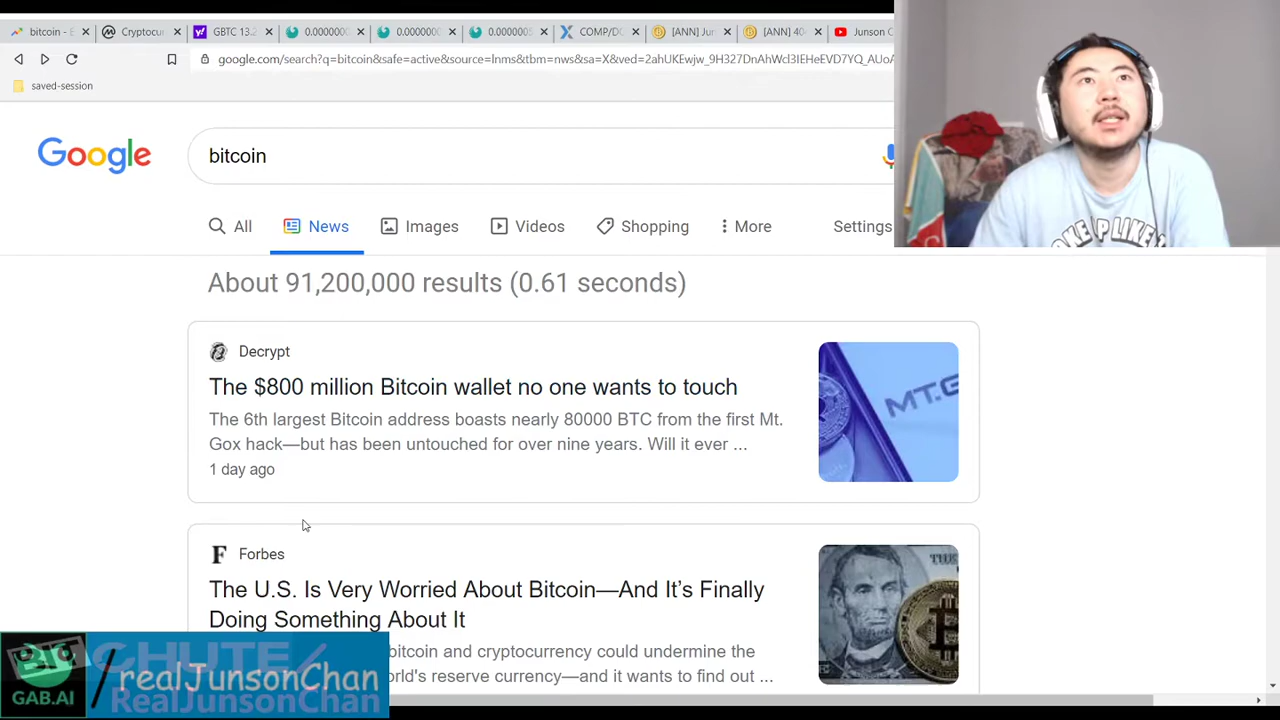 bitcoin - E
Cryptocu
GBTC 13.2
0.0000000
0.0000000
COMP/DC
[ANN] Ju
[ANN] 40
Junson C
google.com/search?q=bitcoin&safe=active&source=lnms&tbm=nws&sa=X&ved=2ahUKEwjw_9H327DnAhWcl3IEHeEVD7YQ_AUoA
saved-session
Google
bitcoin
All
News
Images
Videos
Shopping
More
Settings
About 91,200,000 results (0.61 seconds)
Decrypt
The $800 million Bitcoin wallet no one wants to touch
The 6th largest Bitcoin address boasts nearly 80000 BTC from the first Mt.
Gox hack—but has been untouched for over nine years. Will it ever ...
1 day ago
MT.G
F Forbes
The U.S. Is Very Worried About Bitcoin—And It's Finally
Doing Something About It
bitcoin and cryptocurrency could undermine the
orld's reserve currency—and it wants to find out ...
GAB.AI
/realJunsonChan
RealJunsonChan